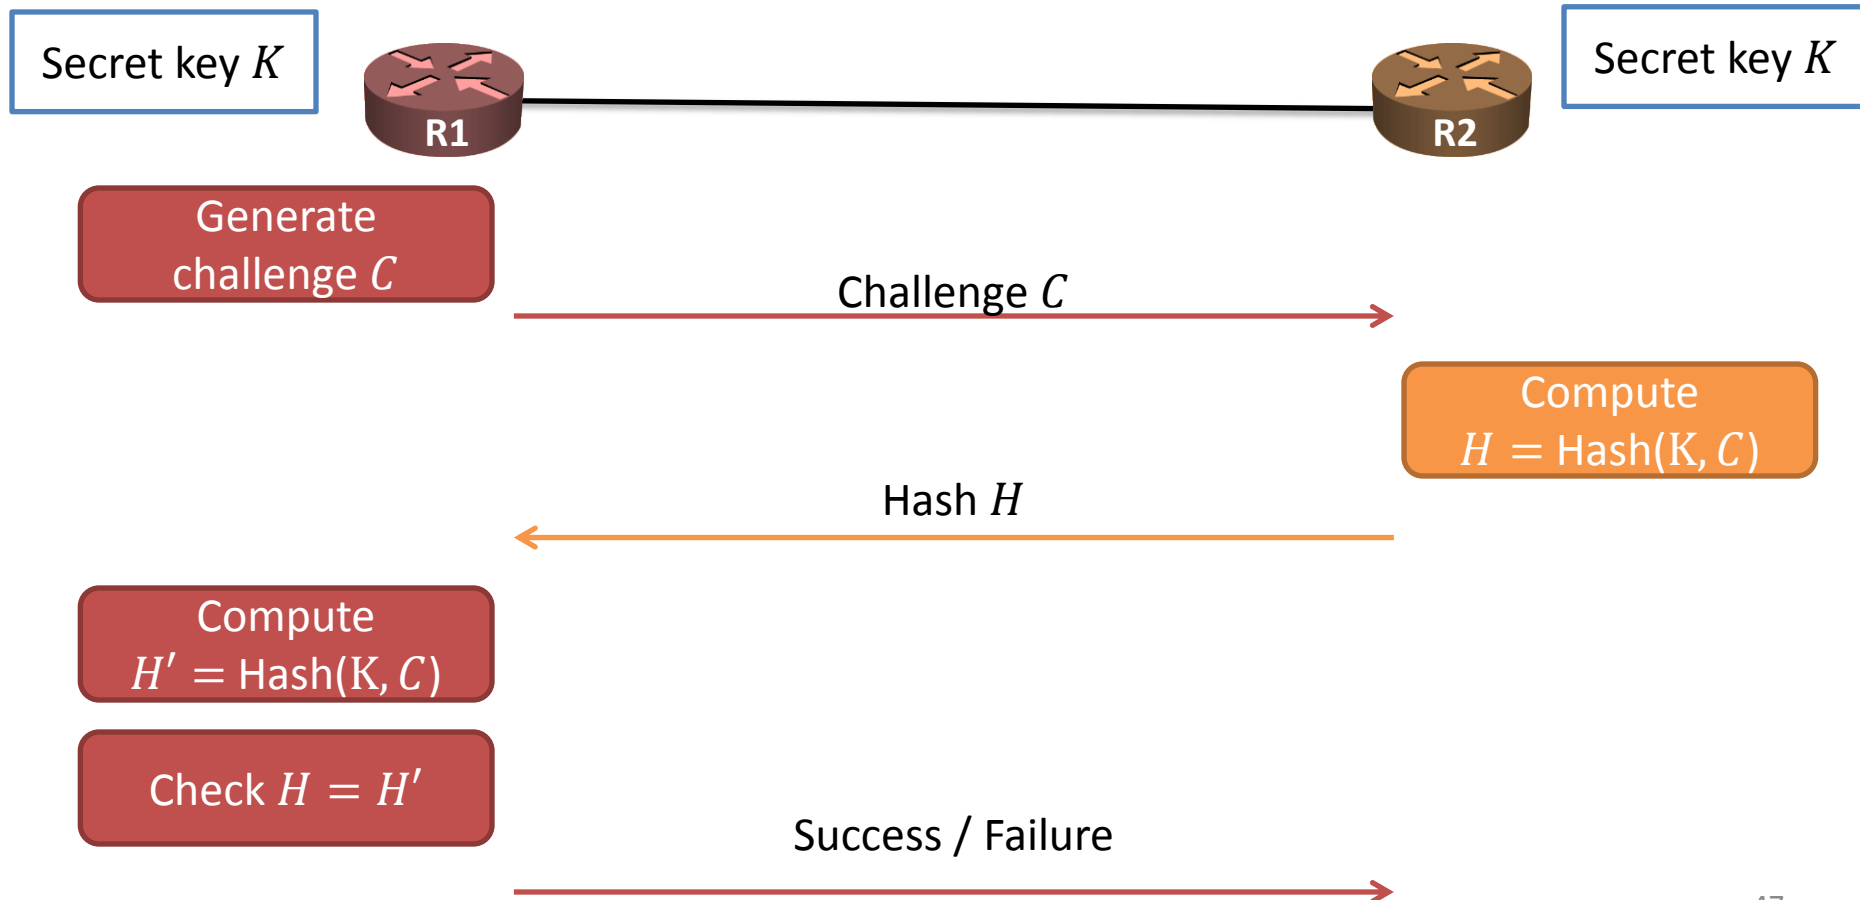 Secret key K
Secret key K
R1
R2
Generate
challenge C
Challenge C
Compute
H = Hash(K, C)
Hash H
Compute
H′ = Hash(K, C)
Check H = H′
Success / Failure